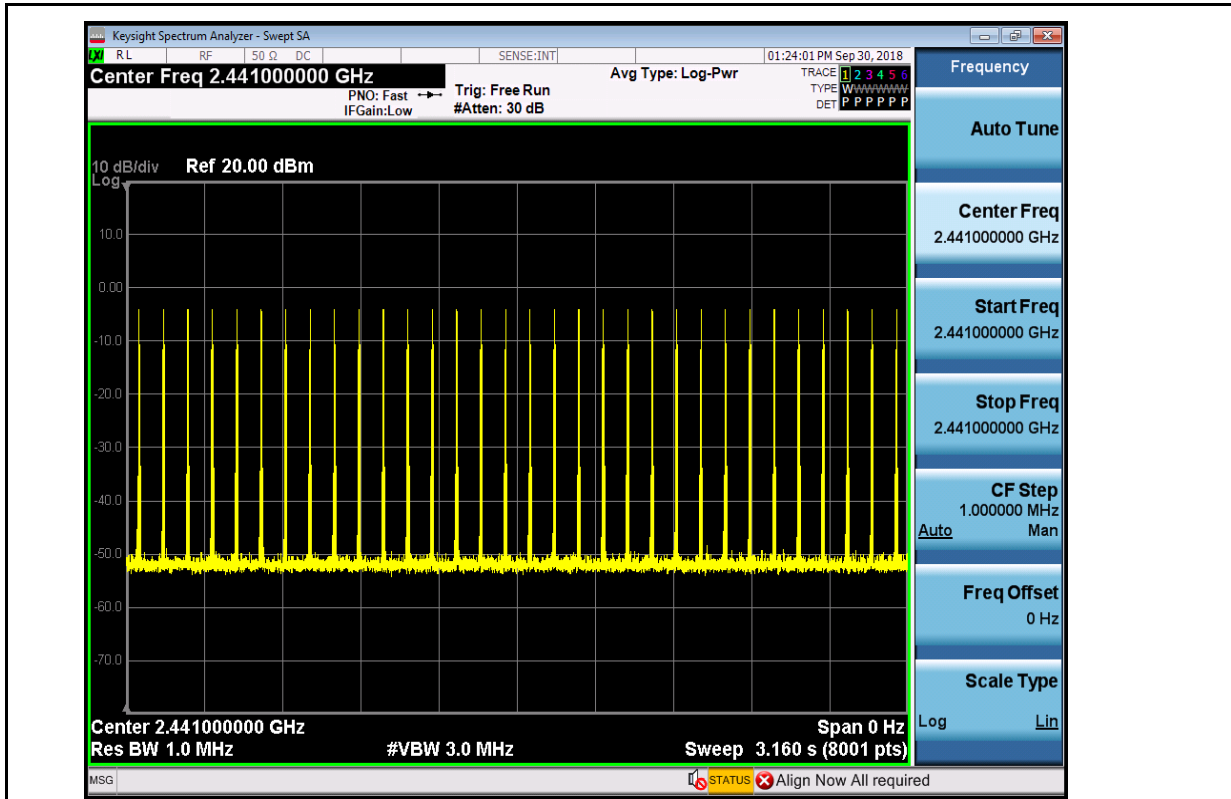 Keysight Spectrum Analyzer - Swept SA
LXI RL RF 50 Ω DC SENSE:INT 01:24:01 PM Sep 30, 2018
Center Freq 2.441000000 GHz
PNO: Fast
IFGain:Low
Trig: Free Run
#Atten: 30 dB
Avg Type: Log-Pwr
TRACE 1 2 3 4 5 6
TYPE WWWWWW
DET P P P P P P
10 dB/div Ref 20.00 dBm
Log
10.0
0.00
-10.0
-20.0
-30.0
-40.0
-50.0
-60.0
-70.0
Center 2.441000000 GHz Span 0 Hz
Res BW 1.0 MHz #VBW 3.0 MHz Sweep 3.160 s (8001 pts)
MSG STATUS Align Now All required
Frequency
Auto Tune
Center Freq
2.441000000 GHz
Start Freq
2.441000000 GHz
Stop Freq
2.441000000 GHz
CF Step
1.000000 MHz
Auto Man
Freq Offset
0 Hz
Scale Type
Log Lin